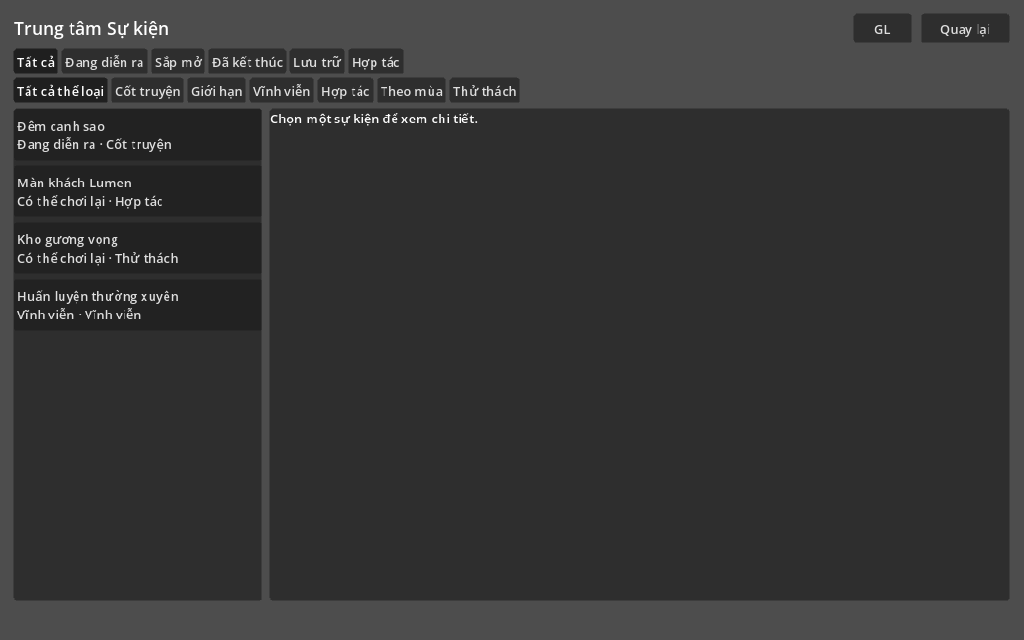 Trung tâm Sự kiện
GL
Quay lại
Tất cả
Đang diễn ra
Sắp mở
Đã kết thúc
Lưu trữ
Hợp tác
Tất cả thể loại
Cốt truyện
Giới hạn
Vĩnh viễn
Hợp tác
Theo mùa
Thử thách
Đêm canh sao
Đang diễn ra · Cốt truyện
Màn khách Lumen
Có thể chơi lại · Hợp tác
Kho gương vọng
Có thể chơi lại · Thử thách
Huấn luyện thường xuyên
Vĩnh viễn · Vĩnh viễn
Chọn một sự kiện để xem chi tiết.